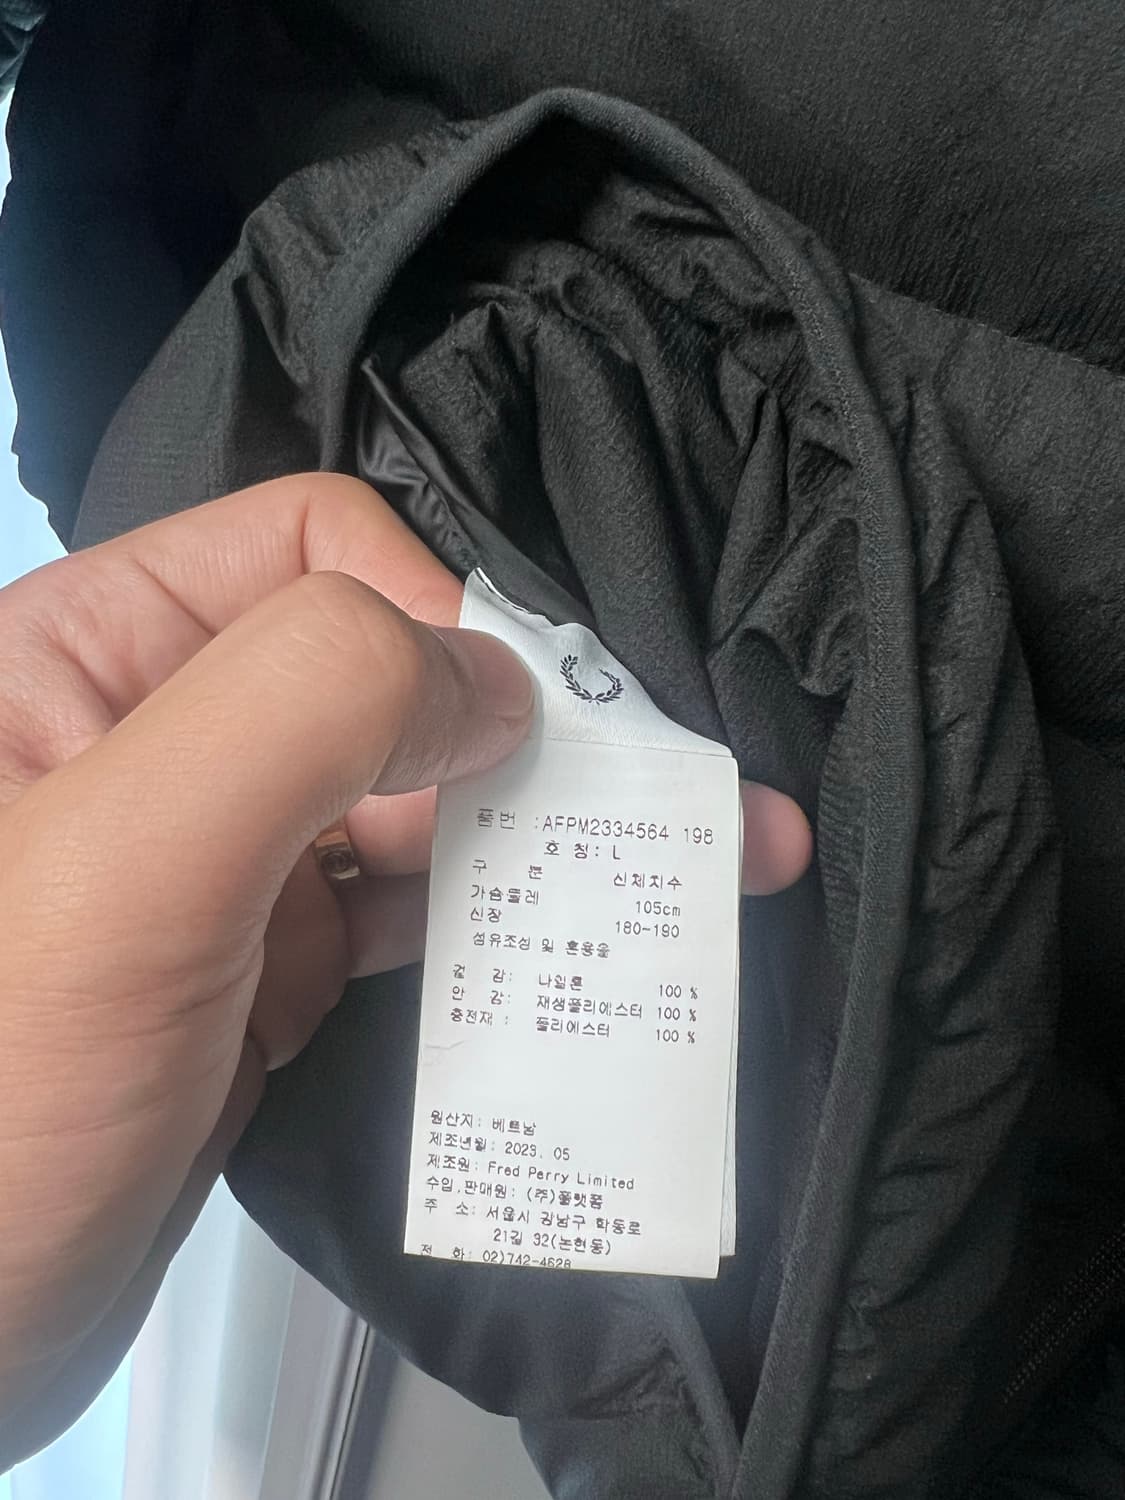 품번 :AFPM2334564 198
호 칭: L
구 분 신체치수
가슴둘레 105cm
신장 180-190
섬유조성 및 혼용율
겉 감: 나일론 100 %
안 감: 재생폴리에스터 100 %
충전재 : 폴리에스터 100 %
원산지: 베트남
제조년월: 2023. 05
제조원: Fred Perry Limited
수입,판매원: (주)플랫폼
주 소: 서울시 강남구 학동로
21길 32(논현동)
전 화: 02)742-4628